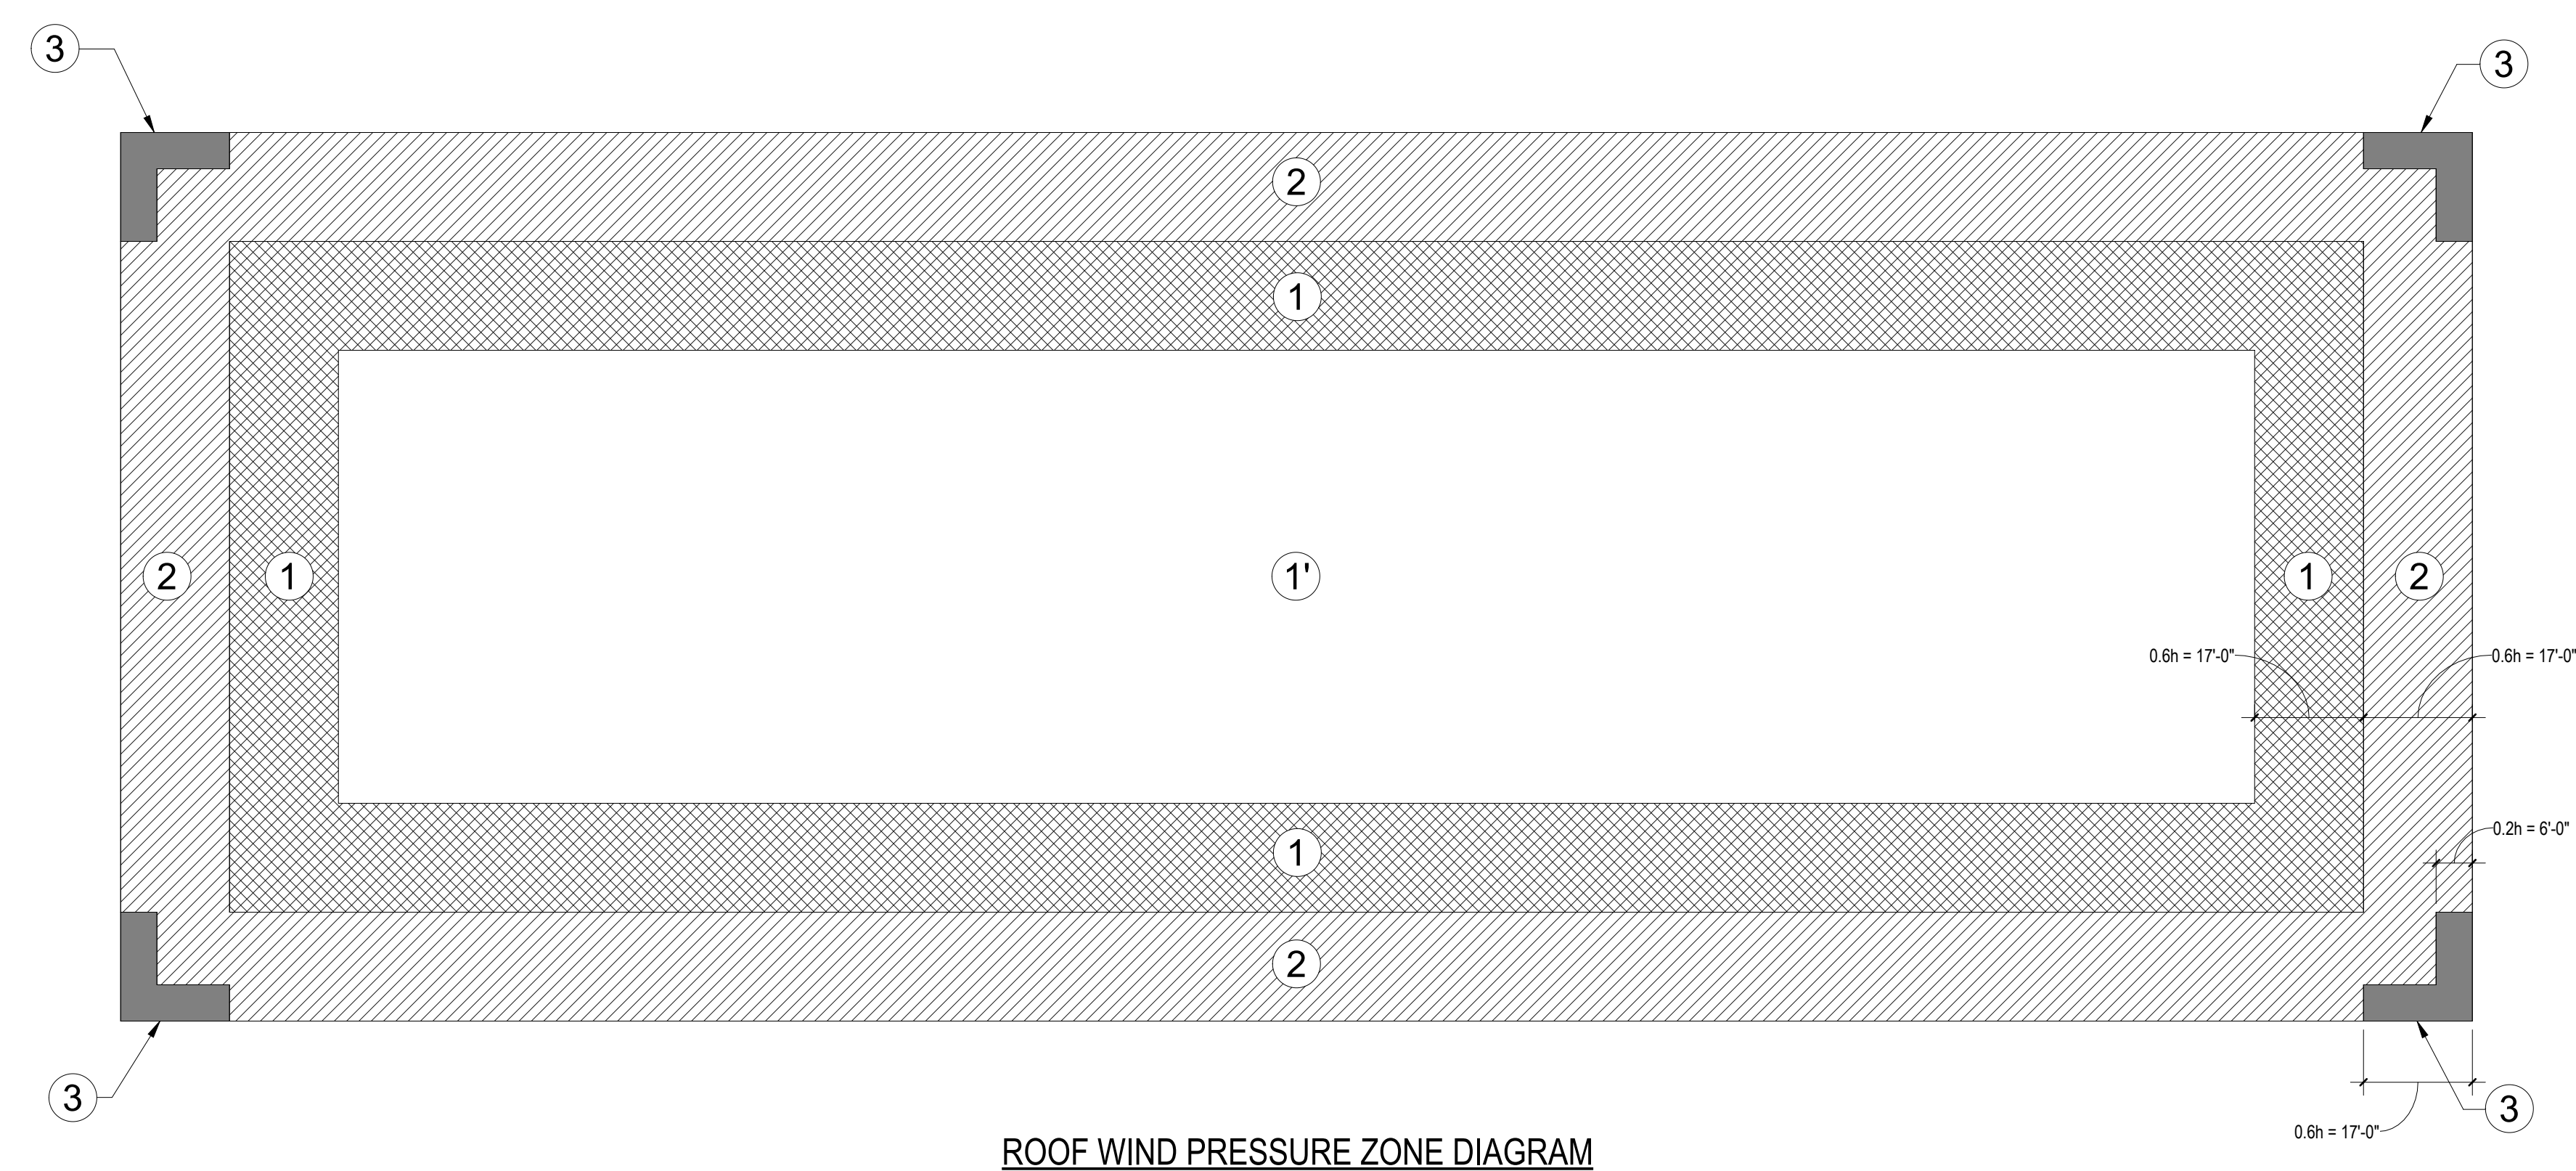 3
3
2
1
2
1
1'
1
2
0.6h = 17'-0"
0.6h = 17'-0"
0.2h = 6'-0"
1
2
3
3
0.6h = 17'-0"
ROOF WIND PRESSURE ZONE DIAGRAM